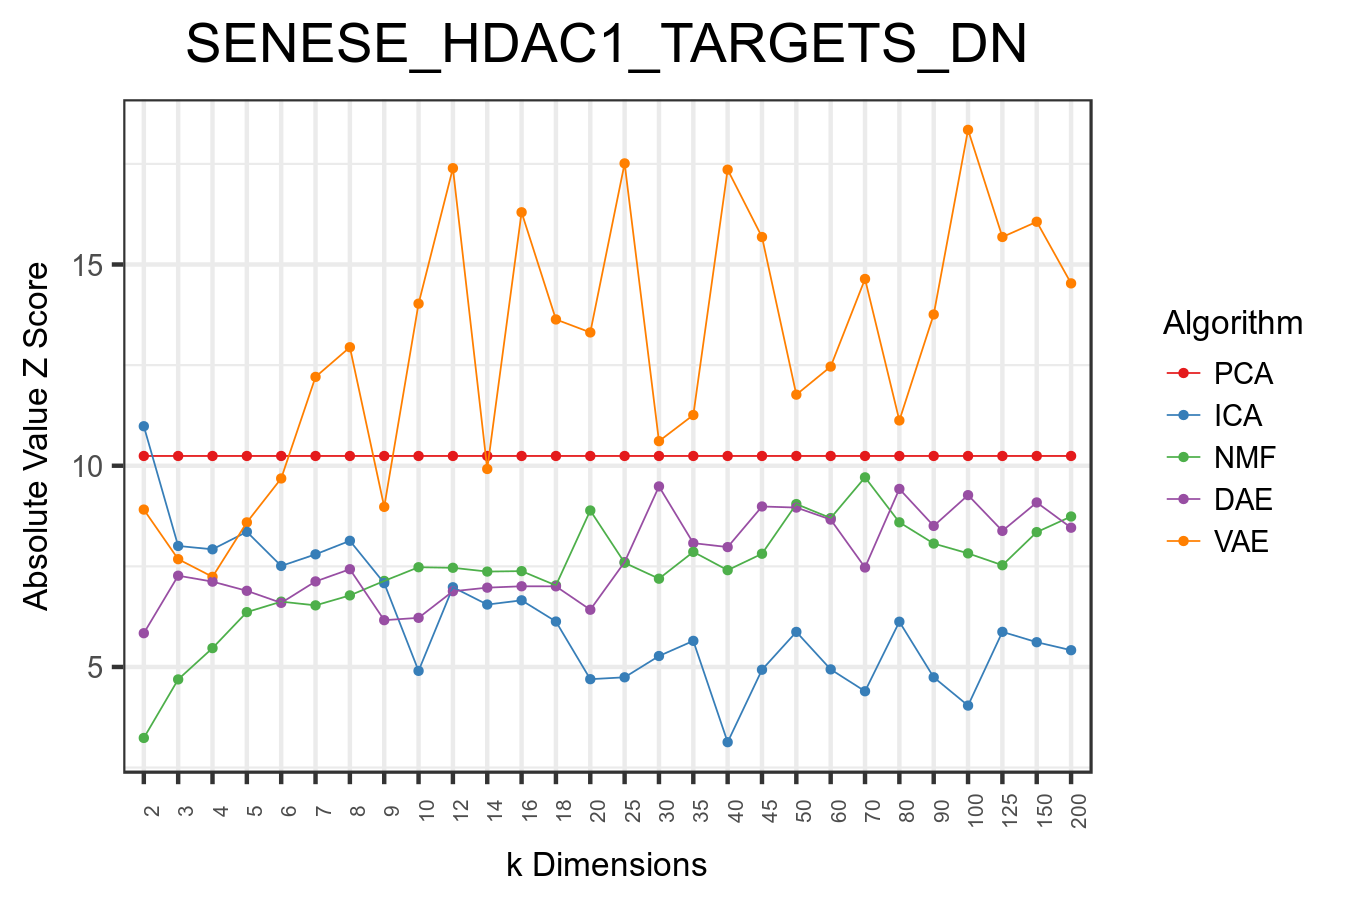 SENESE_HDAC1_TARGETS_DN
Absolute Value Z Score
15
10
5
2 3 4 5 6 7 8 9 10 12 14 16 18 20 25 30 35 40 45 50 60 70 80 90 100 125 150 200
k Dimensions
Algorithm
PCA
ICA
NMF
DAE
VAE